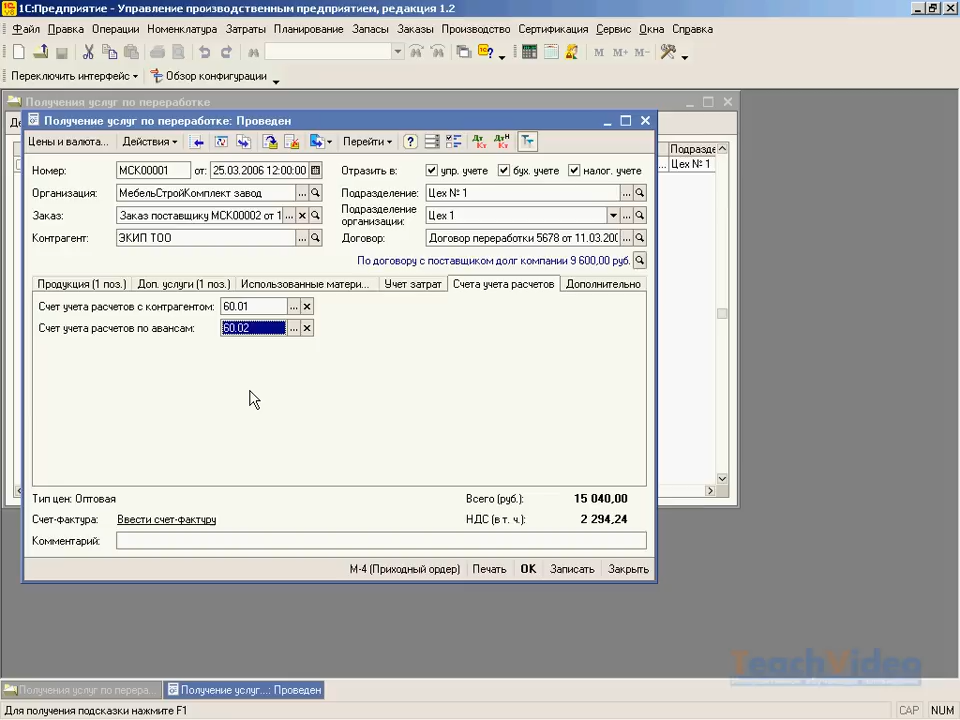 1С:Предприятие - Управление производственным предприятием, редакция 1.2
Файл Правка Операции Номенклатура Затраты Планирование Запасы Заказы Производство Сертификация Сервис Окна Справка
M M+ M-
Переключить интерфейс Обзор конфигурации
Получения услуг по переработке
Получение услуг по переработке: Проведен
Цены и валюта... Действия Перейти
Подразде
Номер: МСК00001 от: 25.03.2006 12:00:00 Отразить в: упр. учете бух. учете налог. учете
Цех № 1
Организация: МебельСтройКомплект завод Подразделение: Цех № 1
Заказ: Заказ поставщику МСК00002 от 1 Подразделение организации: Цех 1
Контрагент: ЭКИП ТОО Договор: Договор переработки 5678 от 11.03.200
По договору с поставщиком долг компании 9 600,00 руб.
Продукция (1 поз.) Доп. услуги (1 поз.) Использованные матери... Учет затрат Счета учета расчетов Дополнительно
Счет учета расчетов с контрагентом: 60.01
Счет учета расчетов по авансам: 60.02
Тип цен: Оптовая Всего (руб.): 15 040,00
Счет-фактура: Ввести счет-фактуру НДС (в т. ч.): 2 294,24
Комментарий:
М-4 (Приходный ордер) Печать OK Записать Закрыть
TeachVideo
Получения услуг по перера... Получение услуг...: Проведен
Для получения подсказки нажмите F1 CAP NUM